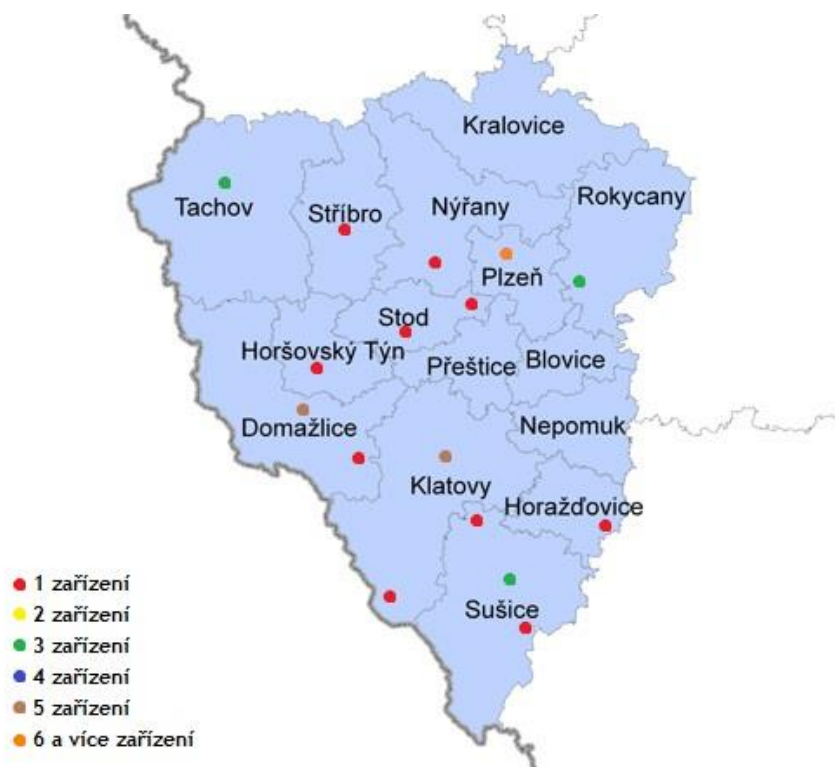 Kralovice
Rokycany
Tachov
Stříbro
Nýřany
Plzeň
Stod
Horšovský Týn
Přeštice
Blovice
Domažlice
Nepomuk
Klatovy
Horažďovice
Sušice
1 zařízení
2 zařízení
3 zařízení
4 zařízení
5 zařízení
6 a více zařízení